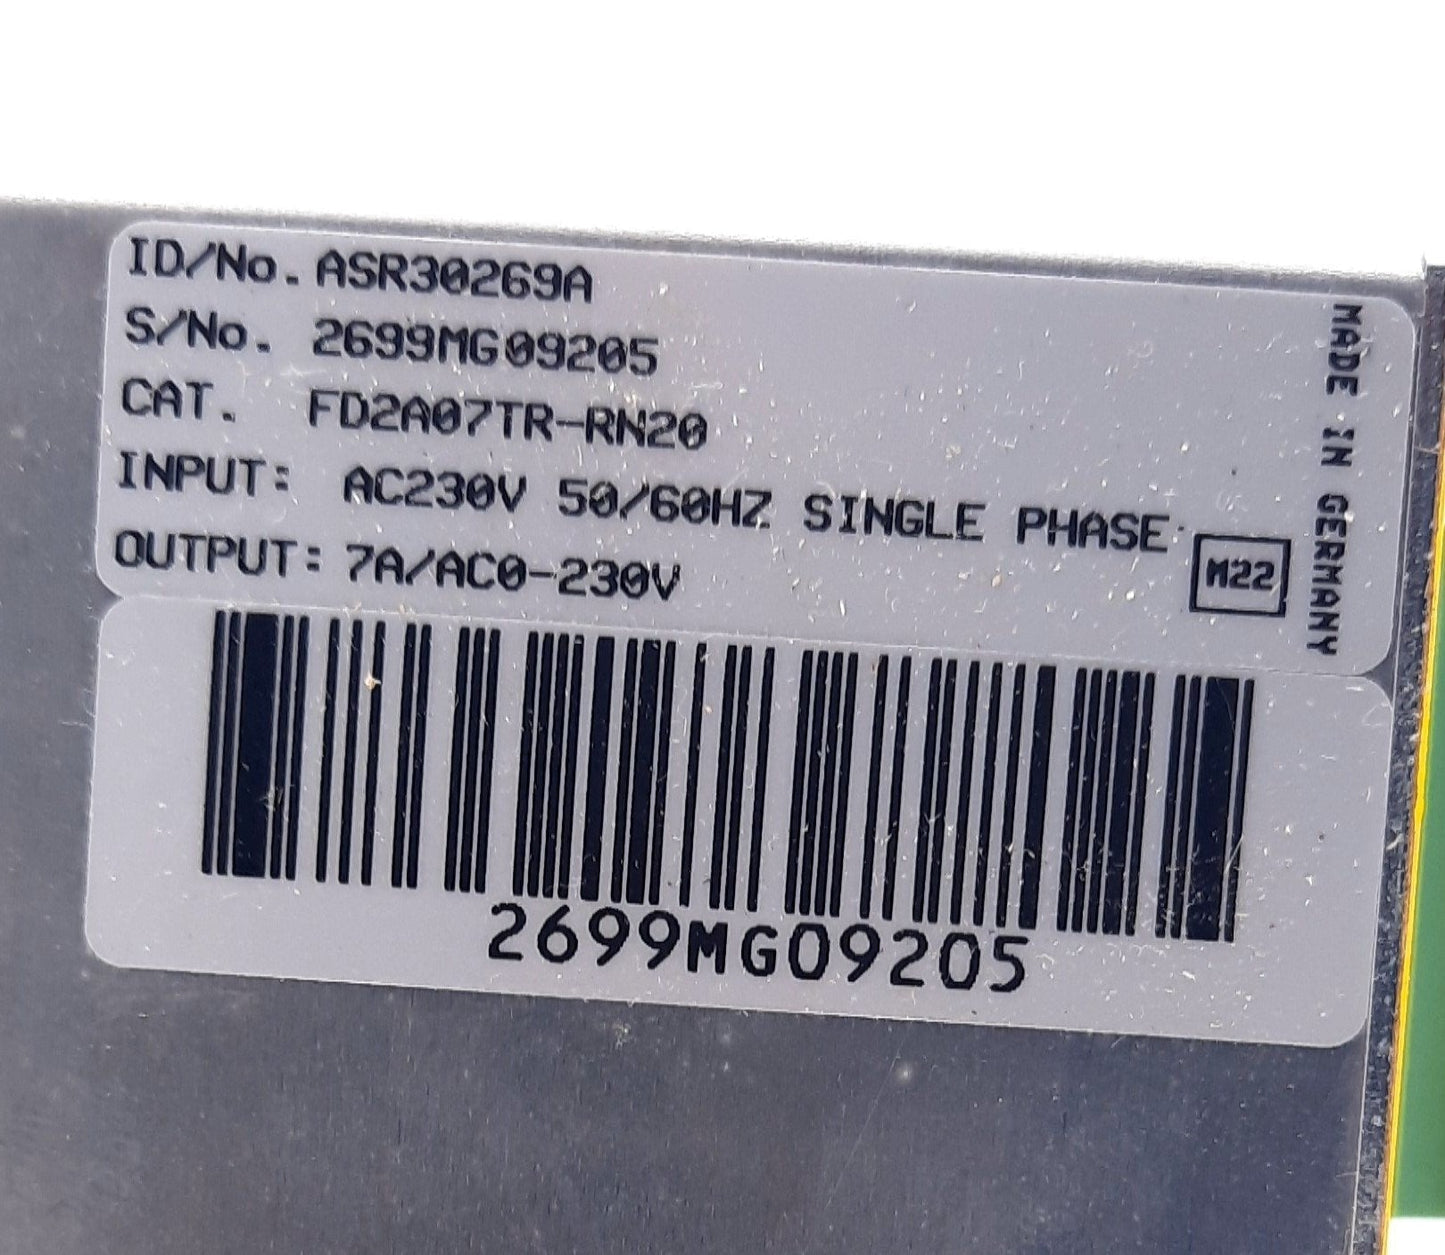 ID/No. ASR30269A
S/No. 2699MG09205
CAT. FD2A07TR-RN20
INPUT: AC230V 50/60HZ SINGLE PHASE
OUTPUT: 7A/AC0-230V
M22
MADE IN GERMANY
2699MG09205